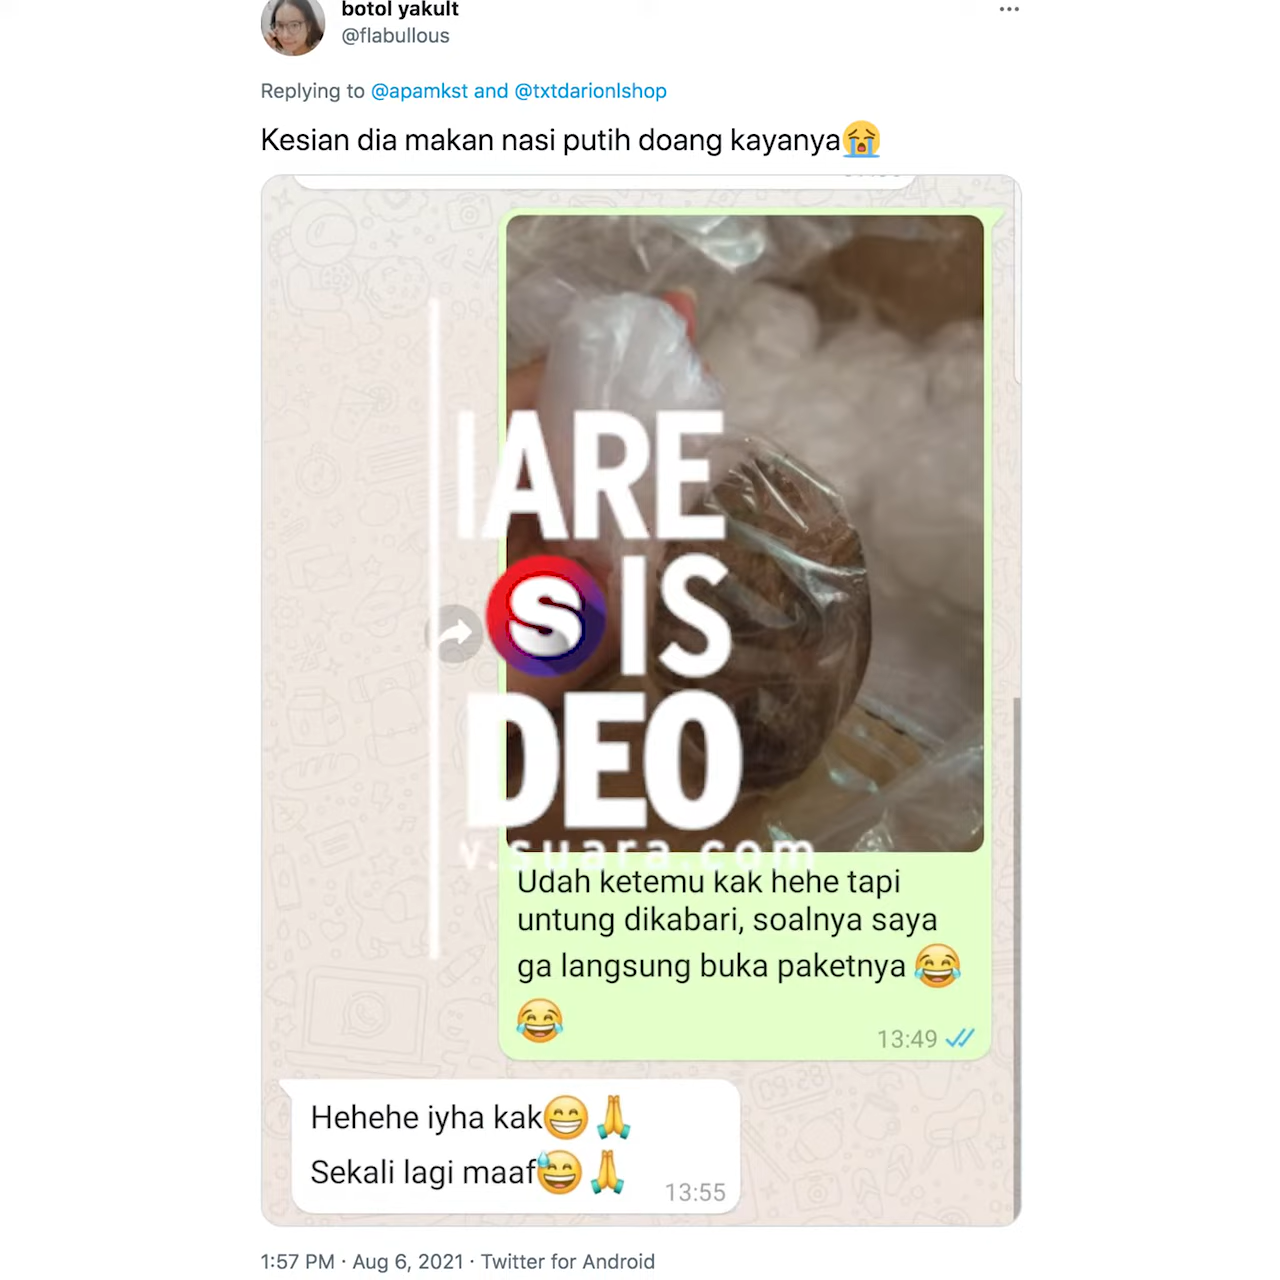 botol yakult
@flabullous
Replying to @apamkst and @txtdarionlshop
Kesian dia makan nasi putih doang kayanya😭
ARE
S IS
DEO
v.suara.com
Udah ketemu kak hehe tapi
untung dikabari, soalnya saya
ga langsung buka paketnya 😂
😂
13:49
Hehehe iyha kak😁🙏
Sekali lagi maaf😅🙏
13:55
1:57 PM · Aug 6, 2021 · Twitter for Android